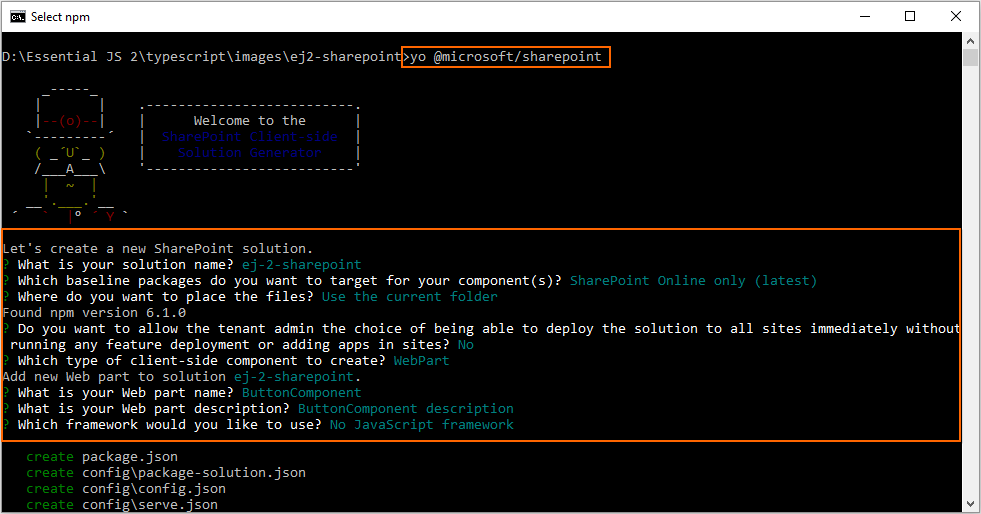 Select npm
D:\Essential JS 2\typescript\images\ej2-sharepoint>yo @microsoft/sharepoint
Welcome to the
SharePoint Client-side
Solution Generator
Let's create a new SharePoint solution.
? What is your solution name? ej-2-sharepoint
? Which baseline packages do you want to target for your component(s)? SharePoint Online only (latest)
? Where do you want to place the files? Use the current folder
Found npm version 6.1.0
? Do you want to allow the tenant admin the choice of being able to deploy the solution to all sites immediately without
running any feature deployment or adding apps in sites? No
? Which type of client-side component to create? WebPart
Add new Web part to solution ej-2-sharepoint.
? What is your Web part name? ButtonComponent
? What is your Web part description? ButtonComponent description
? Which framework would you like to use? No JavaScript framework
create package.json
create config\package-solution.json
create config\config.json
create config\serve.json